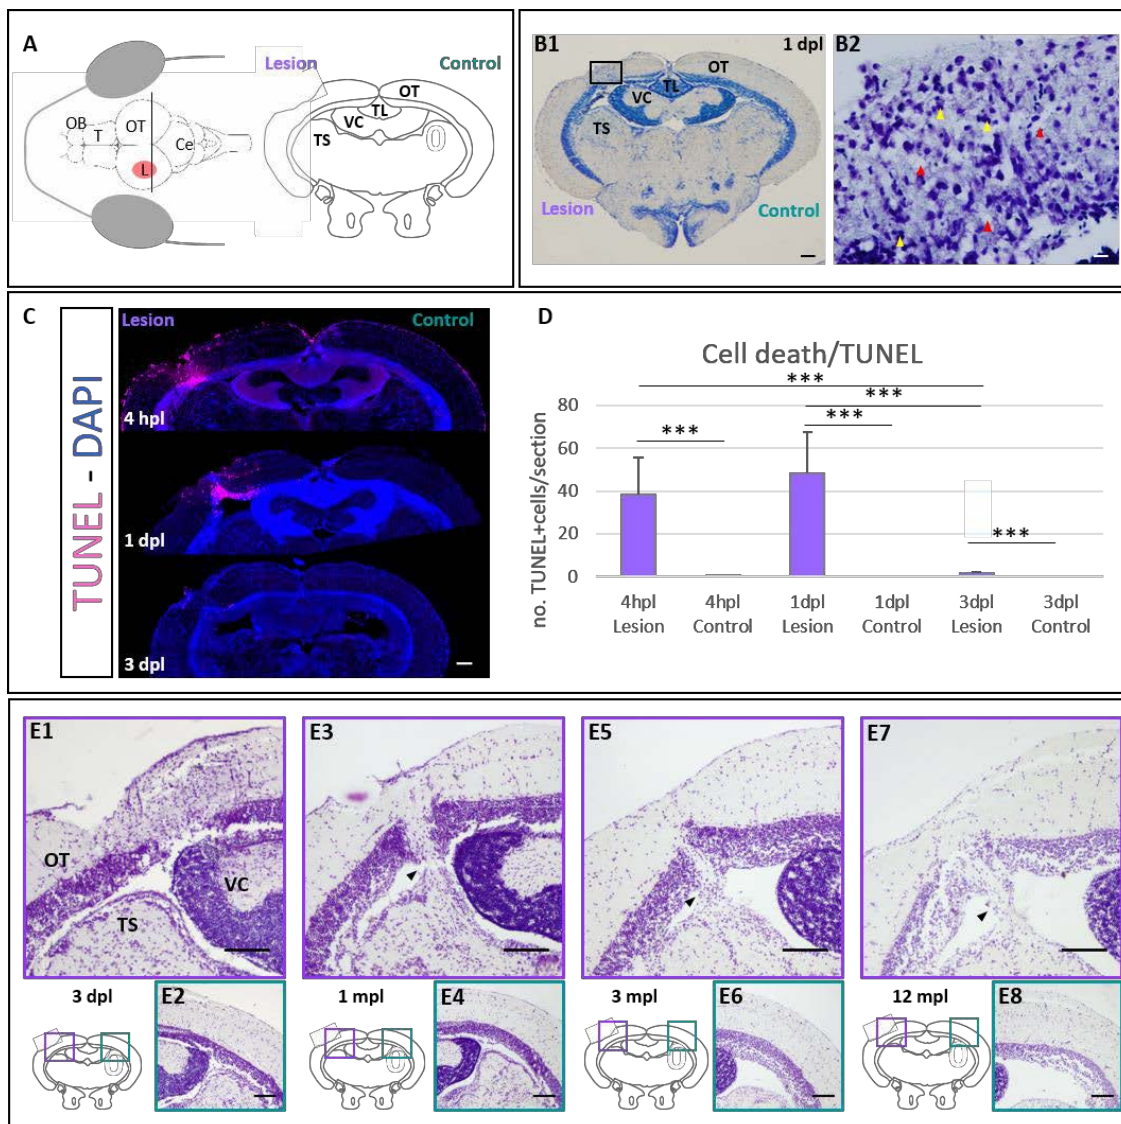 A
Lesion
Control
OB
T
OT
L
Ce
OT
TL
VC
TS
B1
1 dpl
OT
TL
VC
TS
Lesion
Control
B2
C
TUNEL - DAPI
Lesion
Control
4 hpl
1 dpl
3 dpl
D
Cell death/TUNEL
no. TUNEL+cells/section
80
60
40
20
0
***
***
***
***
***
4hpl
Lesion
4hpl
Control
1dpl
Lesion
1dpl
Control
3dpl
Lesion
3dpl
Control
E1
OT
VC
TS
E3
E5
E7
3 dpl
E2
1 mpl
E4
3 mpl
E6
12 mpl
E8